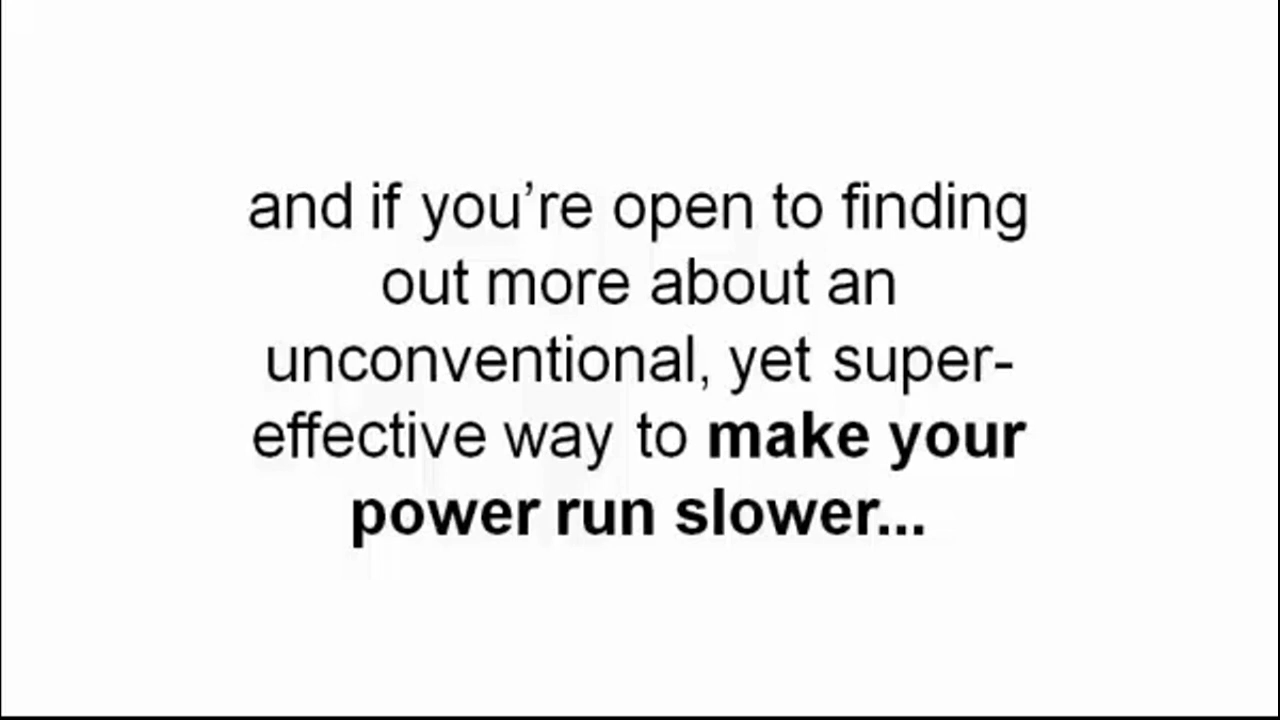 and if you’re open to finding
out more about an
unconventional, yet super-
effective way to make your
power run slower...